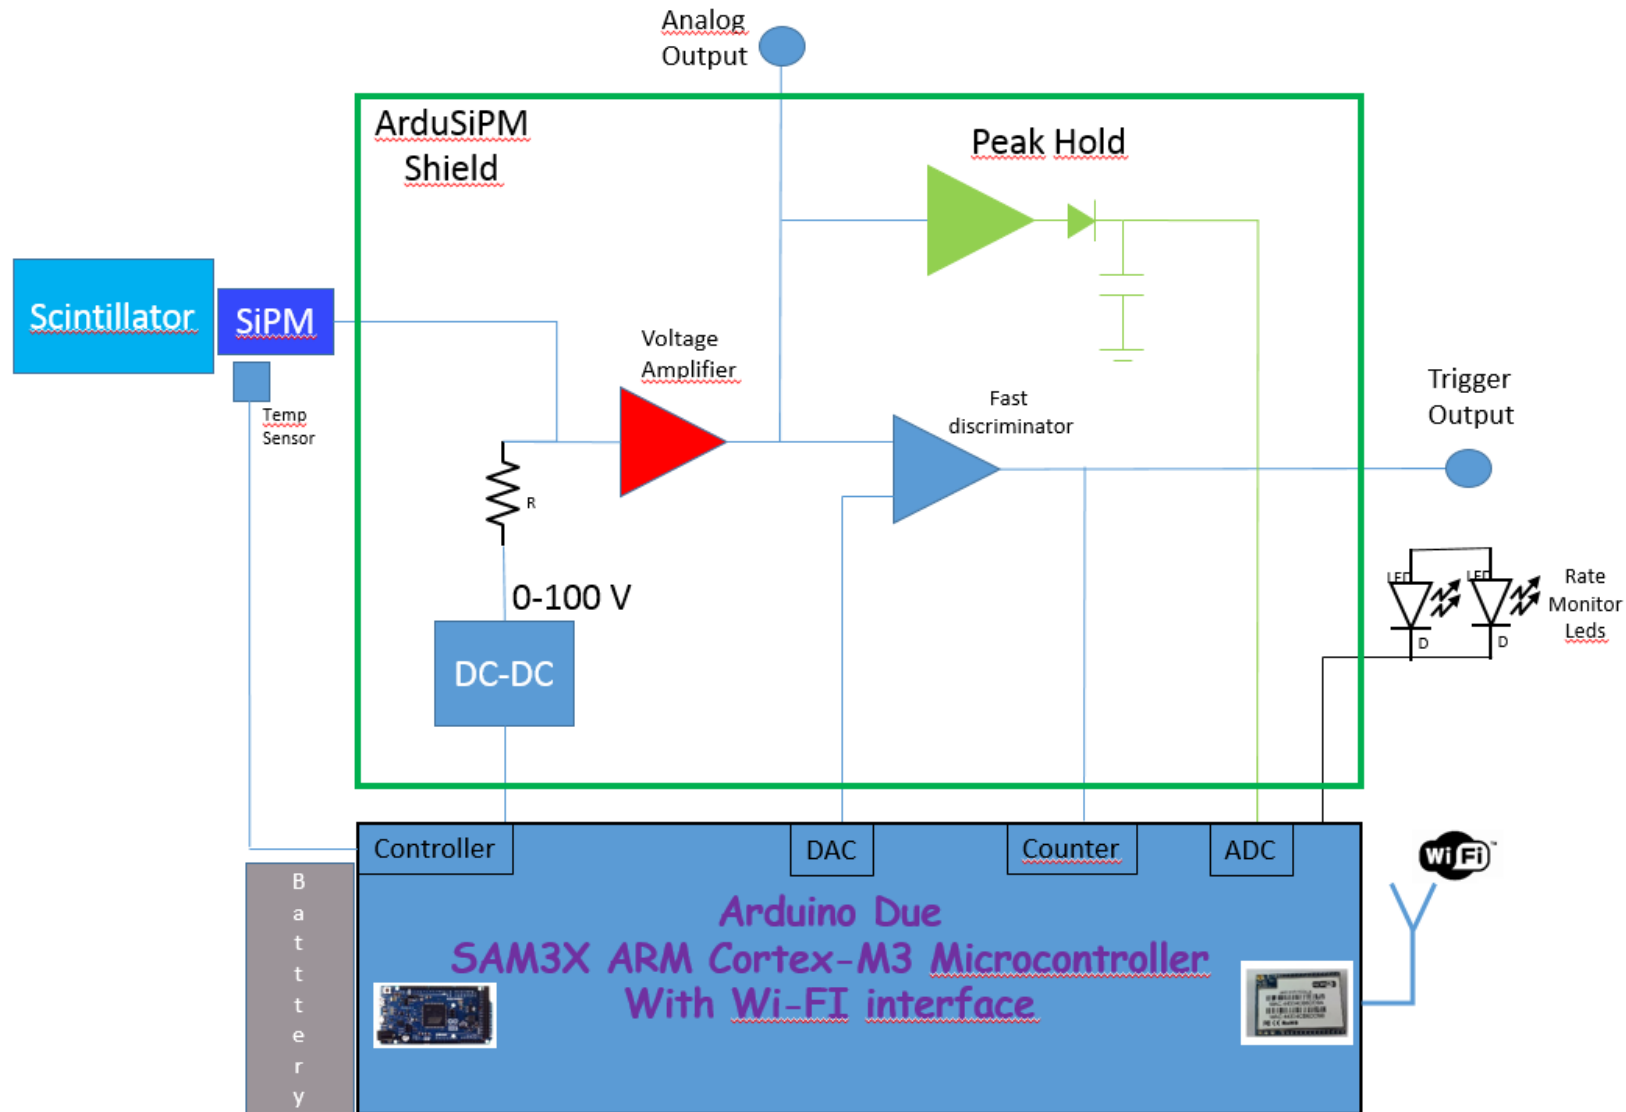 Analog
Output
ArduSiPM
Shield
Peak Hold
Scintillator
SiPM
Voltage
Amplifier
Temp
Sensor
Fast
discriminator
Trigger
Output
R
0-100 V
DC-DC
LED
LED
D
D
Rate
Monitor
Leds
Controller
DAC
Counter
ADC
WiFi
Battery
Arduino Due
SAM3X ARM Cortex-M3 Microcontroller
With Wi-FI interface